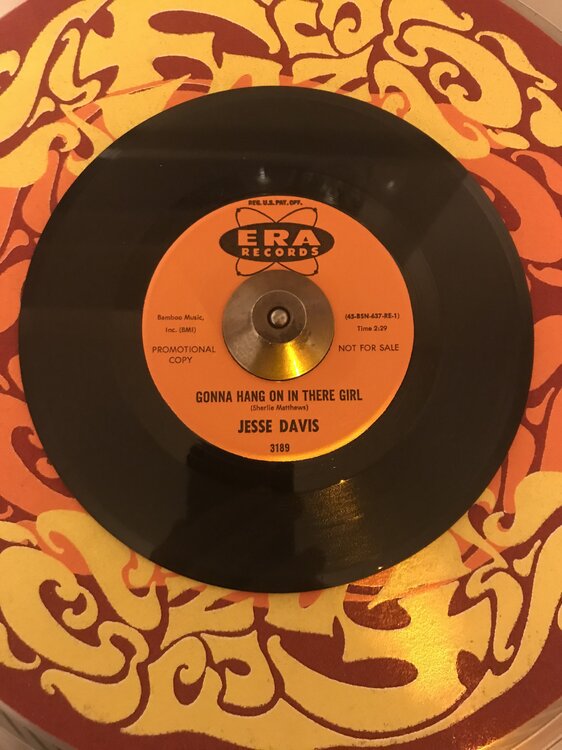 REG. U.S. PAT. OFF.
ERA
RECORDS
Bamboo Music,
Inc. (BMI)
(45-BSN-637-RE-1)
Time 2:29
PROMOTIONAL
COPY
NOT FOR SALE
GONNA HANG ON IN THERE GIRL
(Sherlie Matthews)
JESSE DAVIS
3189